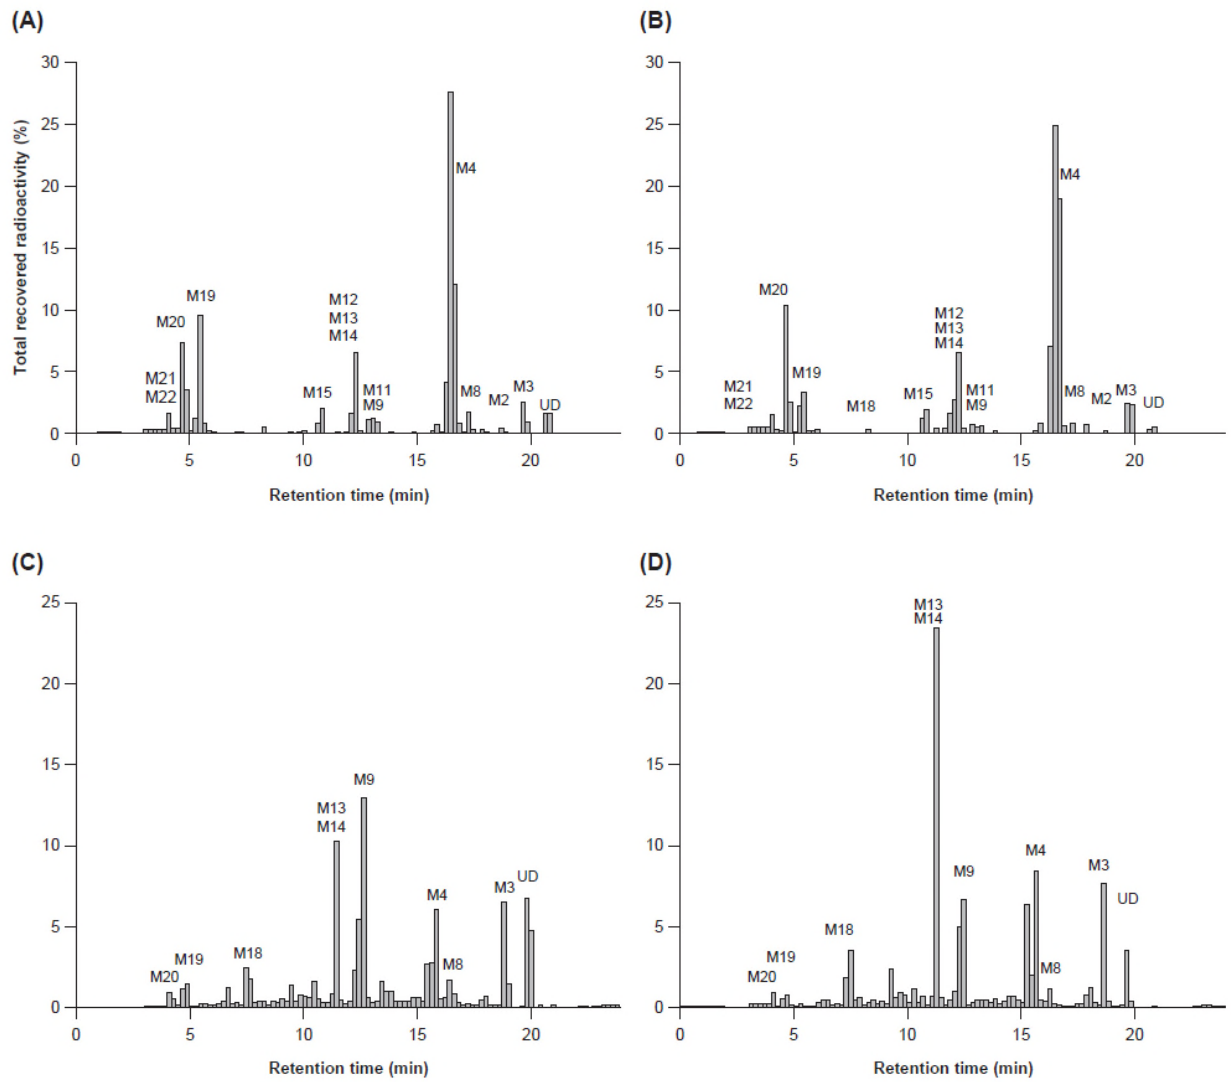 (A)
Total recovered radioactivity (%)
30
25
20
15
10
5
0
M21
M22
M20
M19
M15
M12
M13
M14
M11
M9
M4
M8
M2
M3
UD
0
5
10
15
20
Retention time (min)
(B)
30
25
20
15
10
5
0
M21
M22
M20
M19
M18
M15
M12
M13
M14
M11
M9
M4
M8
M2
M3
UD
0
5
10
15
20
Retention time (min)
(C)
25
20
15
10
5
0
M20
M19
M18
M13
M14
M9
M4
M8
M3
UD
0
5
10
15
20
Retention time (min)
(D)
25
20
15
10
5
0
M20
M19
M18
M13
M14
M9
M4
M8
M3
UD
0
5
10
15
20
Retention time (min)